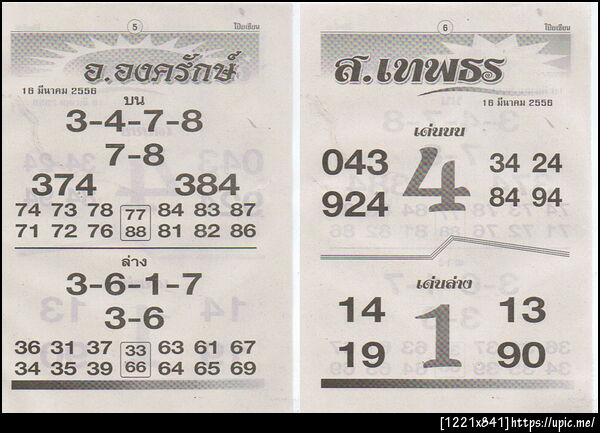 5
โป๊ยเซียน
อ.องครักษ์
16 มีนาคม 2556
บน
3-4-7-8
7-8
374 384
74 73 78 77 84 83 87
71 72 76 88 81 82 86
ล่าง
3-6-1-7
3-6
36 31 37 33 63 61 67
34 35 39 66 64 65 69
6
โป๊ยเซียน
ส.เทพธร
16 มีนาคม 2556
เด่นบน
043 4 34 24
924 84 94
เด่นล่าง
14 1 13
19 90
[1221x841]https://upic.me/